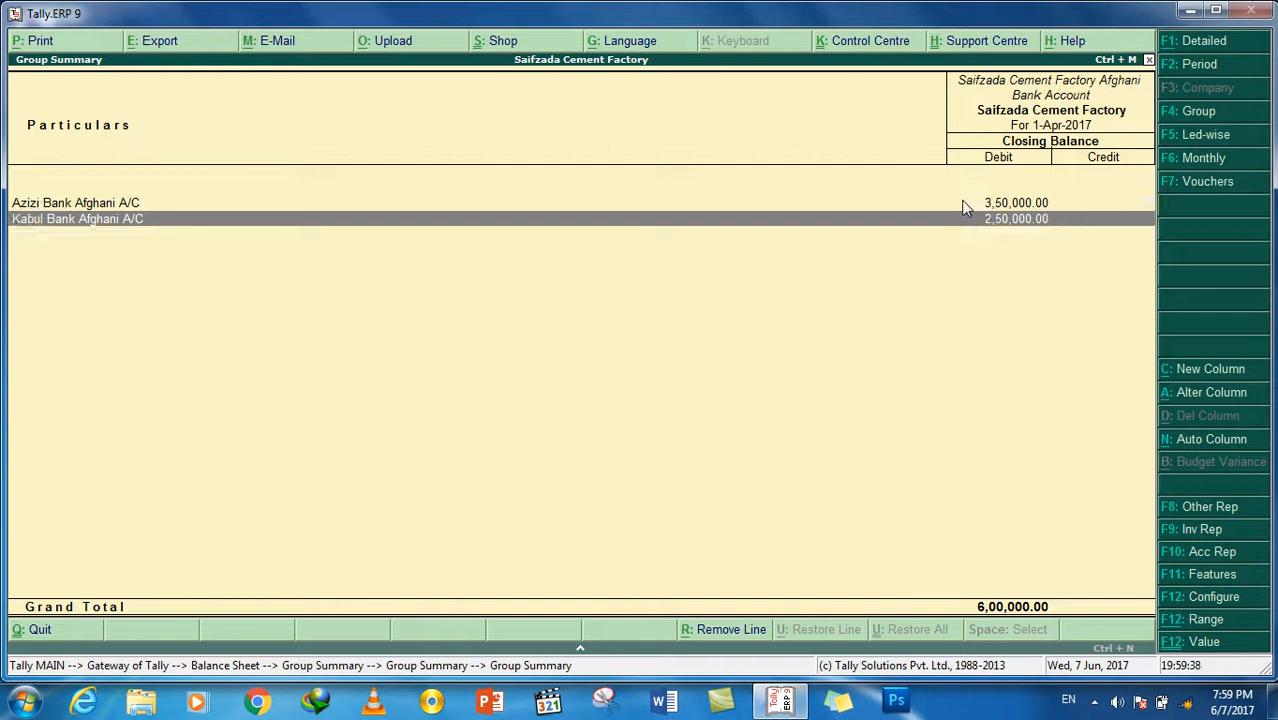 Tally.ERP 9
P: Print E: Export M: E-Mail O: Upload S: Shop G: Language K: Keyboard K: Control Centre H: Support Centre H: Help
Group Summary Saifzada Cement Factory Ctrl + M
Particulars
Saifzada Cement Factory Afghani
Bank Account
Saifzada Cement Factory
For 1-Apr-2017
Closing Balance
Debit Credit
Azizi Bank Afghani A/C 3,50,000.00
Kabul Bank Afghani A/C 2,50,000.00
Grand Total 6,00,000.00
Q: Quit R: Remove Line U: Restore Line U: Restore All Space: Select
Ctrl + N
Tally MAIN --> Gateway of Tally --> Balance Sheet --> Group Summary --> Group Summary --> Group Summary (c) Tally Solutions Pvt. Ltd., 1988-2013 Wed, 7 Jun, 2017 19:59:38
F1: Detailed
F2: Period
F3: Company
F4: Group
F5: Led-wise
F6: Monthly
F7: Vouchers
C: New Column
A: Alter Column
D: Del Column
N: Auto Column
B: Budget Variance
F8: Other Rep
F9: Inv Rep
F10: Acc Rep
F11: Features
F12: Configure
F12: Range
F12: Value
EN 7:59 PM
6/7/2017
321
Ps